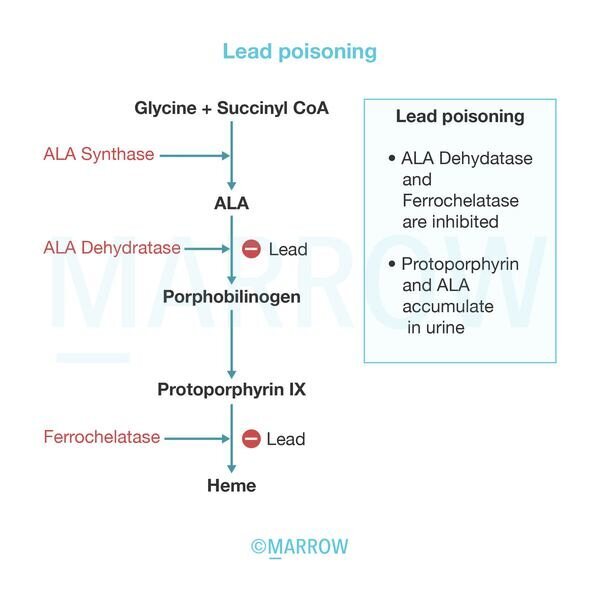 Lead poisoning
Glycine + Succinyl CoA
ALA Synthase
ALA
ALA Dehydratase
Lead
Porphobilinogen
Protoporphyrin IX
Ferrochelatase
Lead
Heme
Lead poisoning
• ALA Dehydatase
and
Ferrochelatase
are inhibited
• Protoporphyrin
and ALA
accumulate
in urine
MARROW
©MARROW